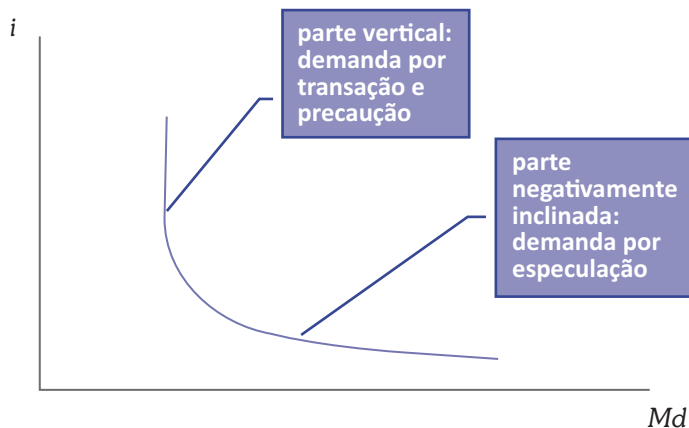 i
parte vertical:
demanda por
transação e
precaução
parte
negativamente
inclinada:
demanda por
especulação
Md